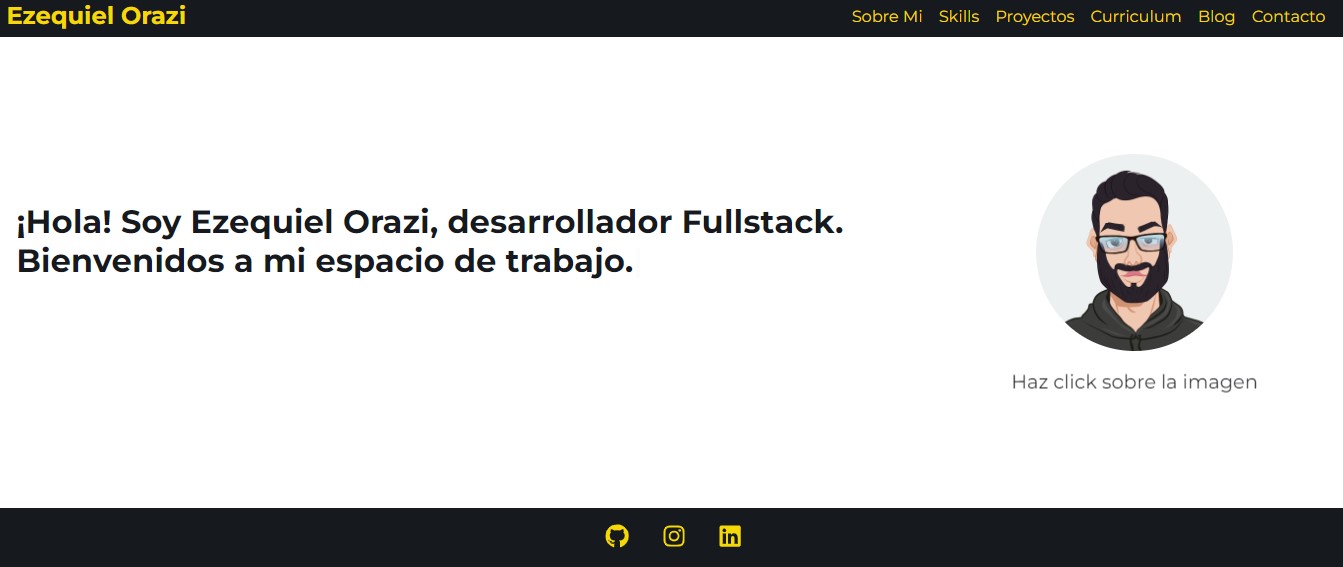 Ezequiel Orazi
Sobre Mi Skills Proyectos Curriculum Blog Contacto
¡Hola! Soy Ezequiel Orazi, desarrollador Fullstack.
Bienvenidos a mi espacio de trabajo.
Haz click sobre la imagen
in